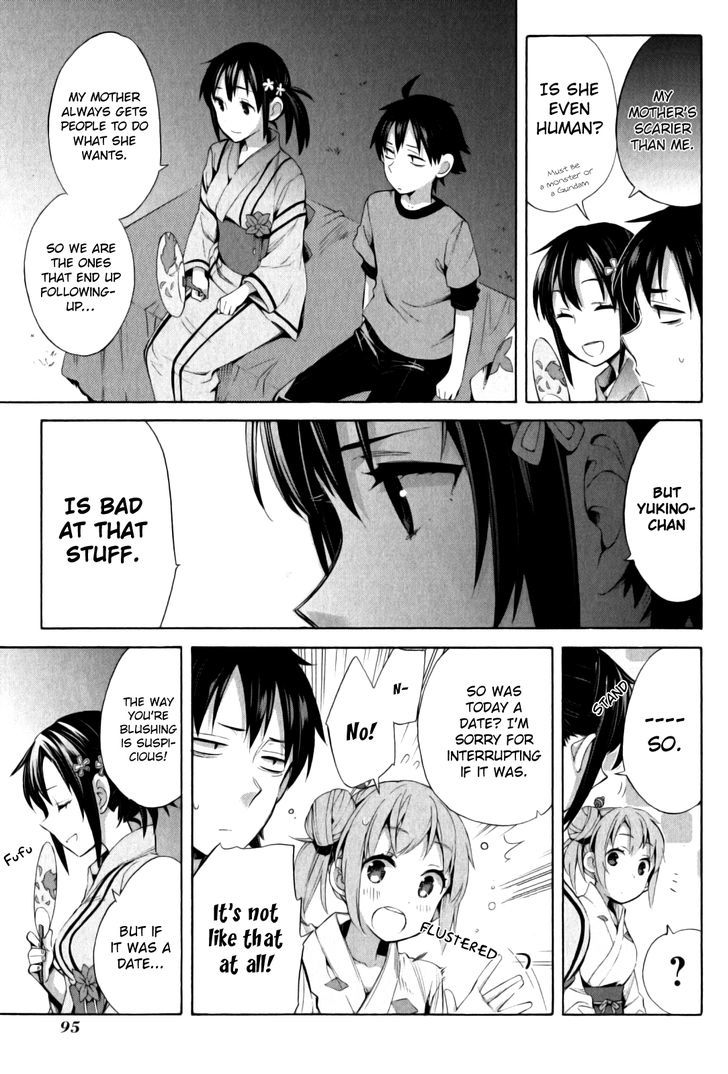 MY
MOTHER'S
SCARIER
THAN ME.
IS SHE
EVEN
HUMAN?
Must be
a monster or
a Gundam
MY MOTHER
ALWAYS GETS
PEOPLE TO DO
WHAT SHE
WANTS.
SO WE ARE
THE ONES
THAT END UP
FOLLOWING-
UP...
BUT
YUKINO-
CHAN
IS BAD
AT THAT
STUFF.
STAND
-----
SO.
?
SO WAS
TODAY A
DATE? I'M
SORRY FOR
INTERRUPTING
IF IT WAS.
N-
No!
FLUSTERED
It's not
like that
at all!
THE WAY
YOU'RE
BLUSHING
IS SUSPI-
CIOUS!
FuFu
BUT IF
IT WAS A
DATE...
95